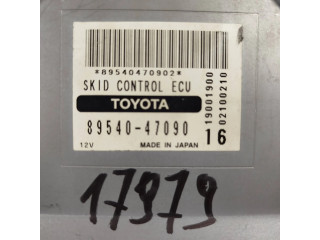 *89540470902*
SKID CONTROL ECU
TOYOTA
89540-47090 16
12V MADE IN JAPAN
19001900
02100210
17979